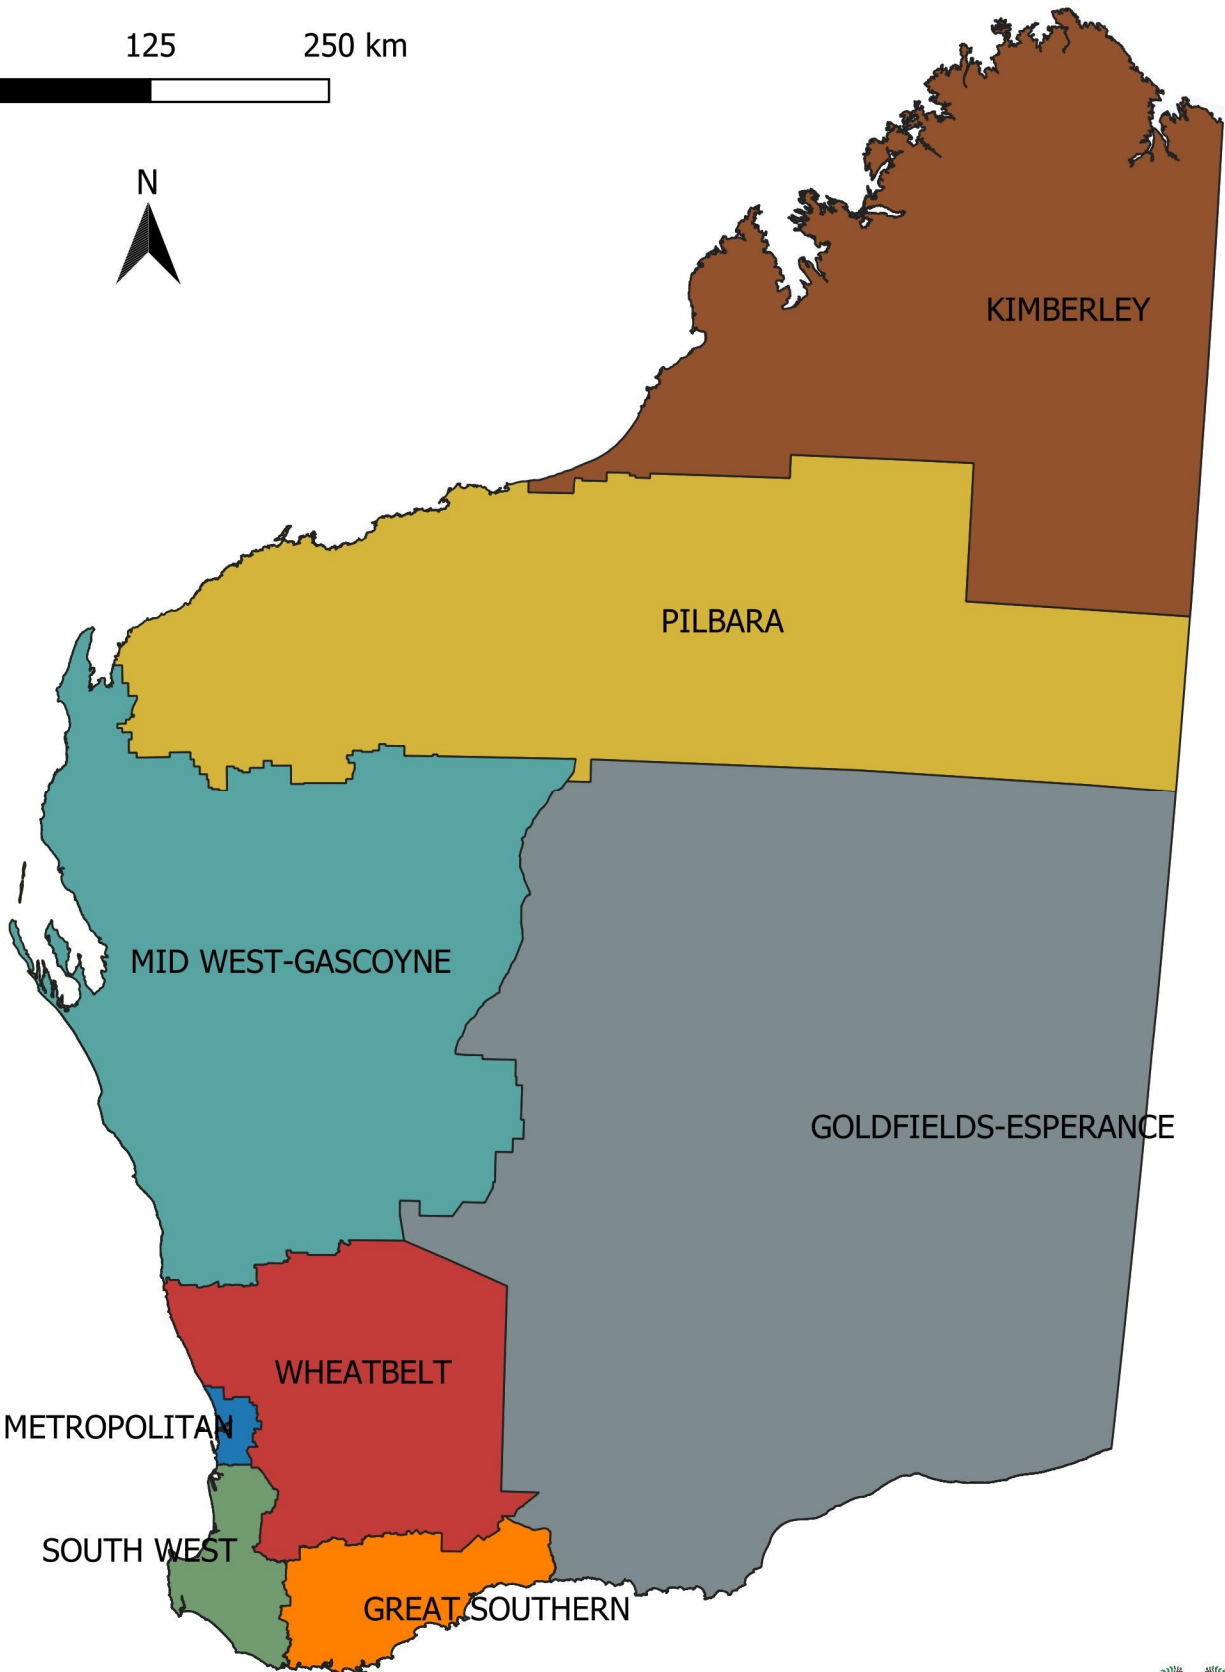 125 250 km
N
KIMBERLEY
PILBARA
MID WEST-GASCOYNE
GOLDFIELDS-ESPERANCE
WHEATBELT
METROPOLITAN
SOUTH WEST
GREAT SOUTHERN